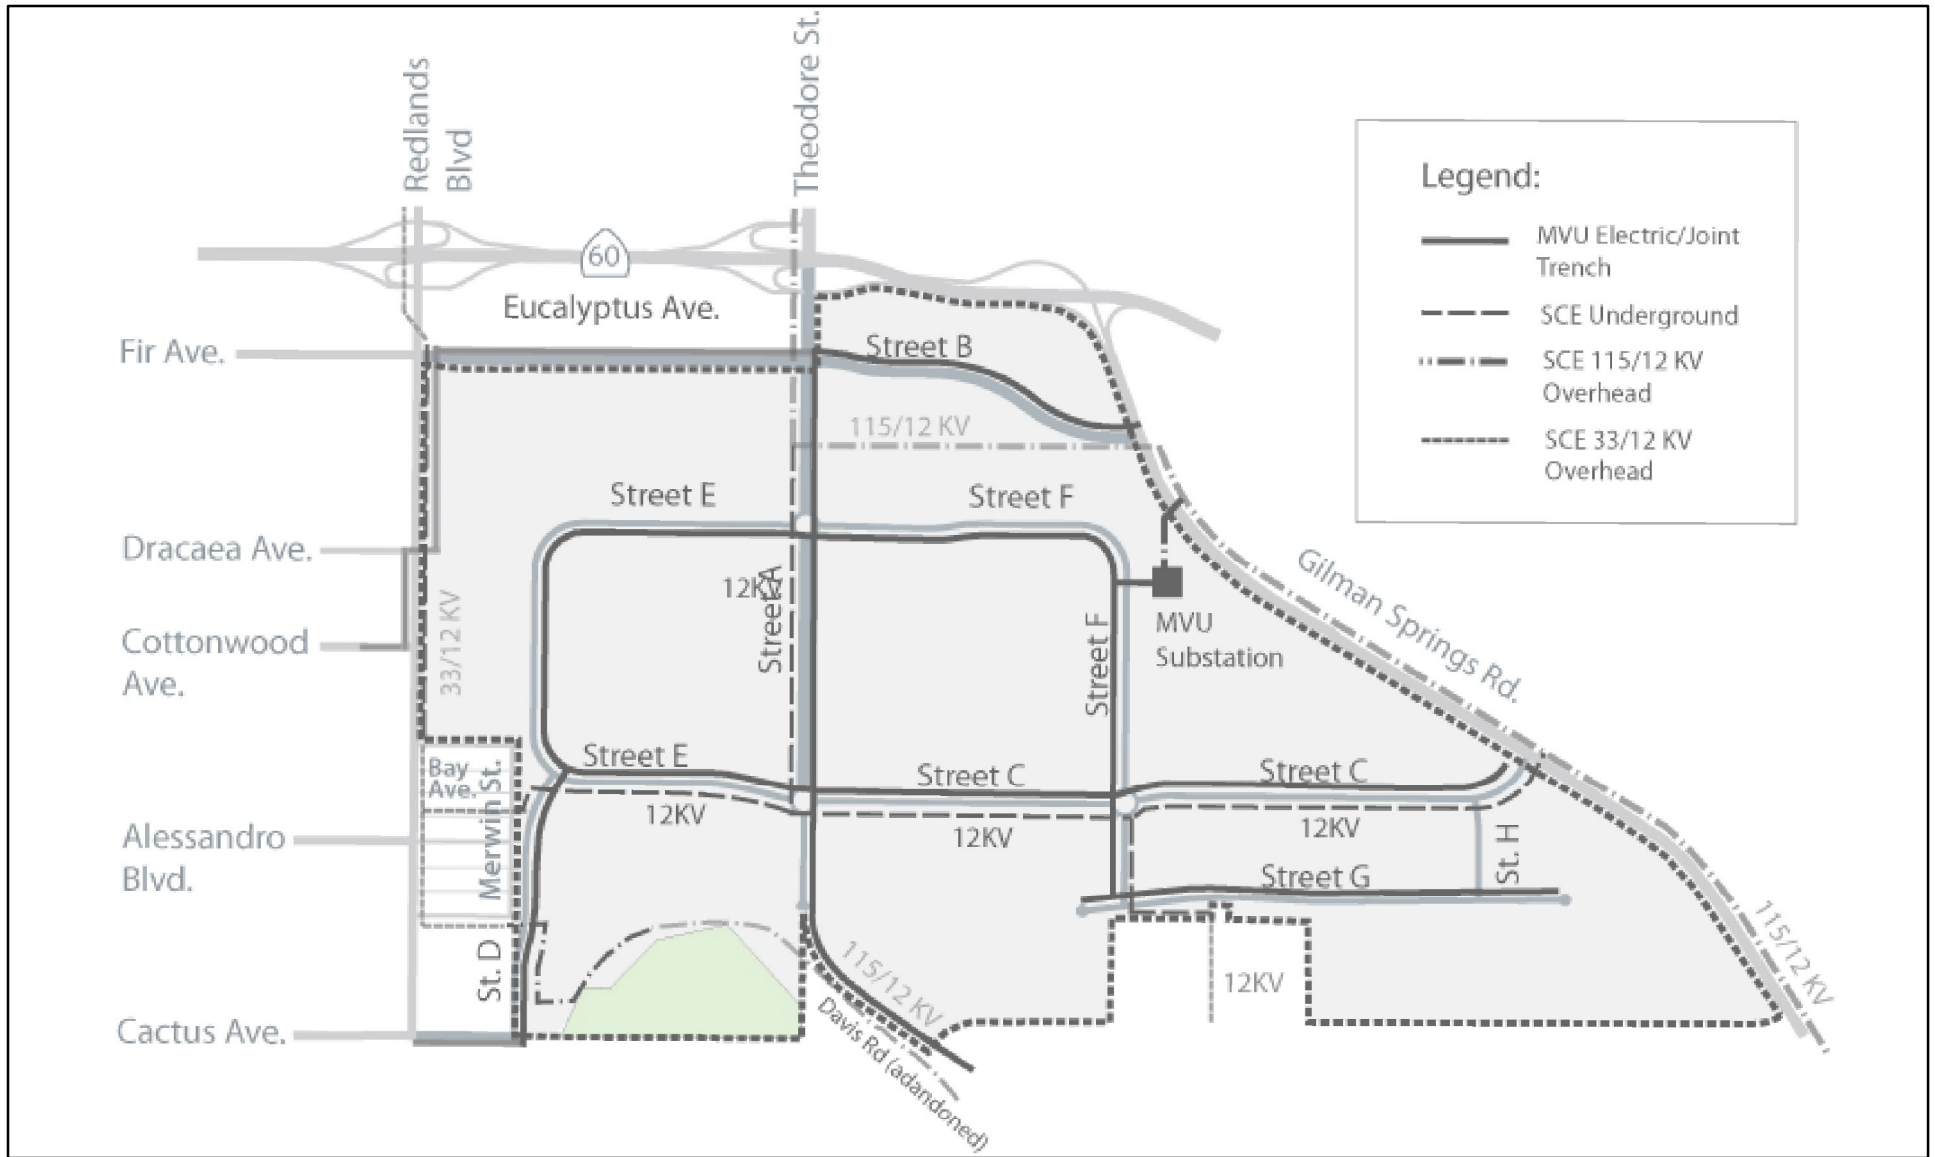 Redlands
Blvd
Theodore St.
60
Eucalyptus Ave.
Legend:
MVU Electric/Joint
Trench
SCE Underground
SCE 115/12 KV
Overhead
SCE 33/12 KV
Overhead
Fir Ave.
Street B
115/12 KV
Street E
Street F
Dracaea Ave.
12KV
Street A
Gilman Springs Rd.
Cottonwood
Ave.
33/12 KV
Street F
MVU
Substation
Street E
Street C
Street C
Bay
Ave.
Merwin St.
12KV
12KV
12KV
Alessandro
Blvd.
St. H
Street G
St. D
115/12 KV
12KV
115/12 KV
Cactus Ave.
Davis Rd (adandoned)